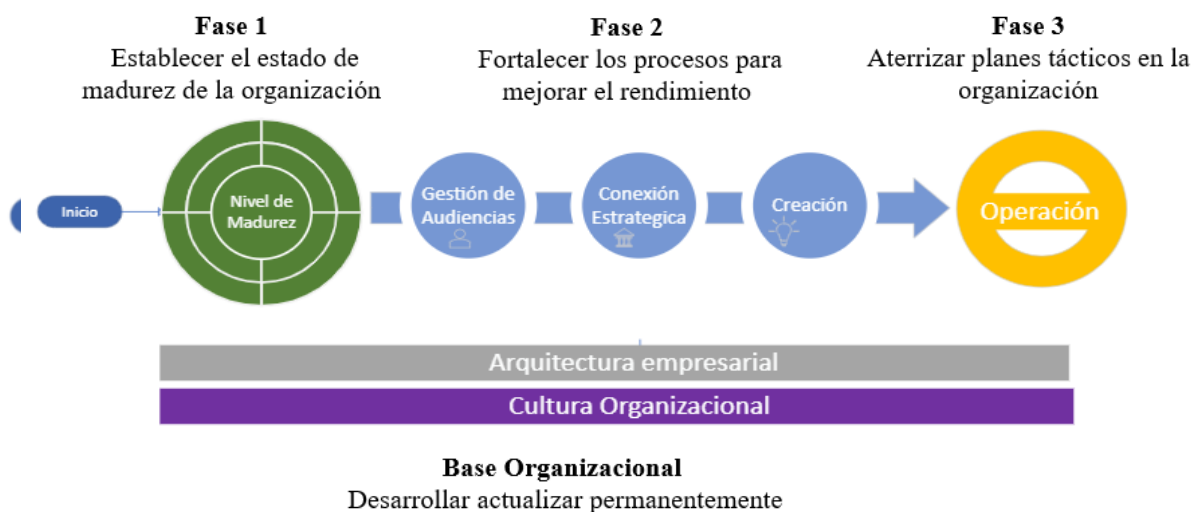 Fase 1
Establecer el estado de
madurez de la organización
Fase 2
Fortalecer los procesos para
mejorar el rendimiento
Fase 3
Aterrizar planes tácticos en la
organización
Inicio
Nivel de
Madurez
Gestión de
Audiencias
Conexión
Estrategica
Creación
Operación
Arquitectura empresarial
Cultura Organizacional
Base Organizacional
Desarrollar actualizar permanentemente